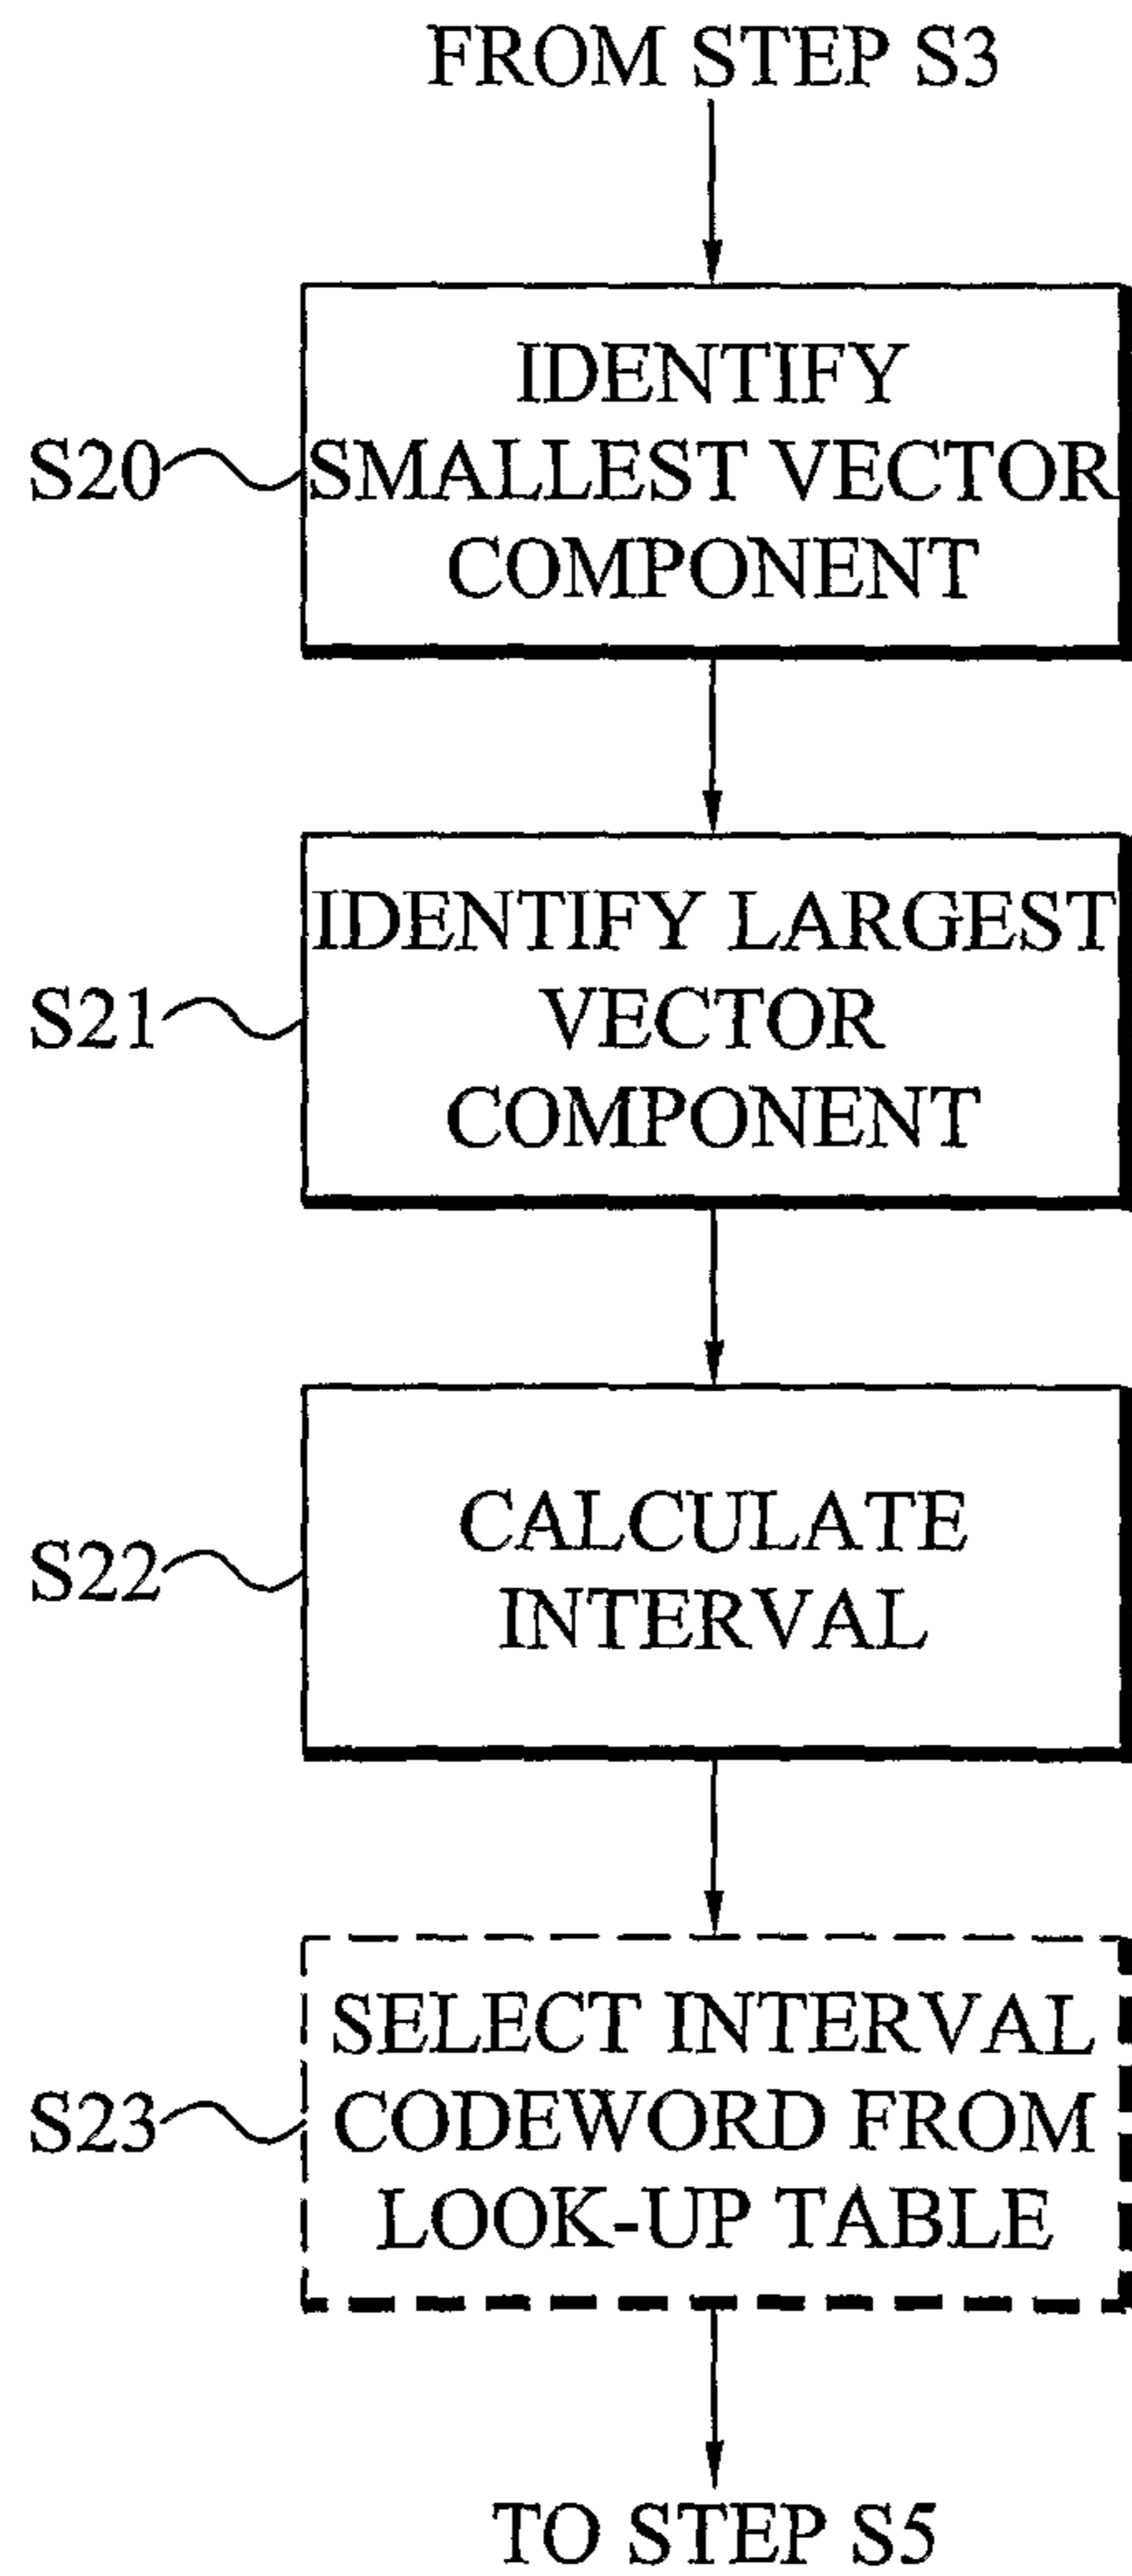 FROM STEP S3
IDENTIFY
S20
SMALLEST VECTOR
COMPONENT
IDENTIFY LARGEST
S21
VECTOR
COMPONENT
CALCULATE
S22
INTERVAL
SELECT INTERVAL
S23
CODEWORD FROM
LOOK-UP TABLE
TO STEP S5